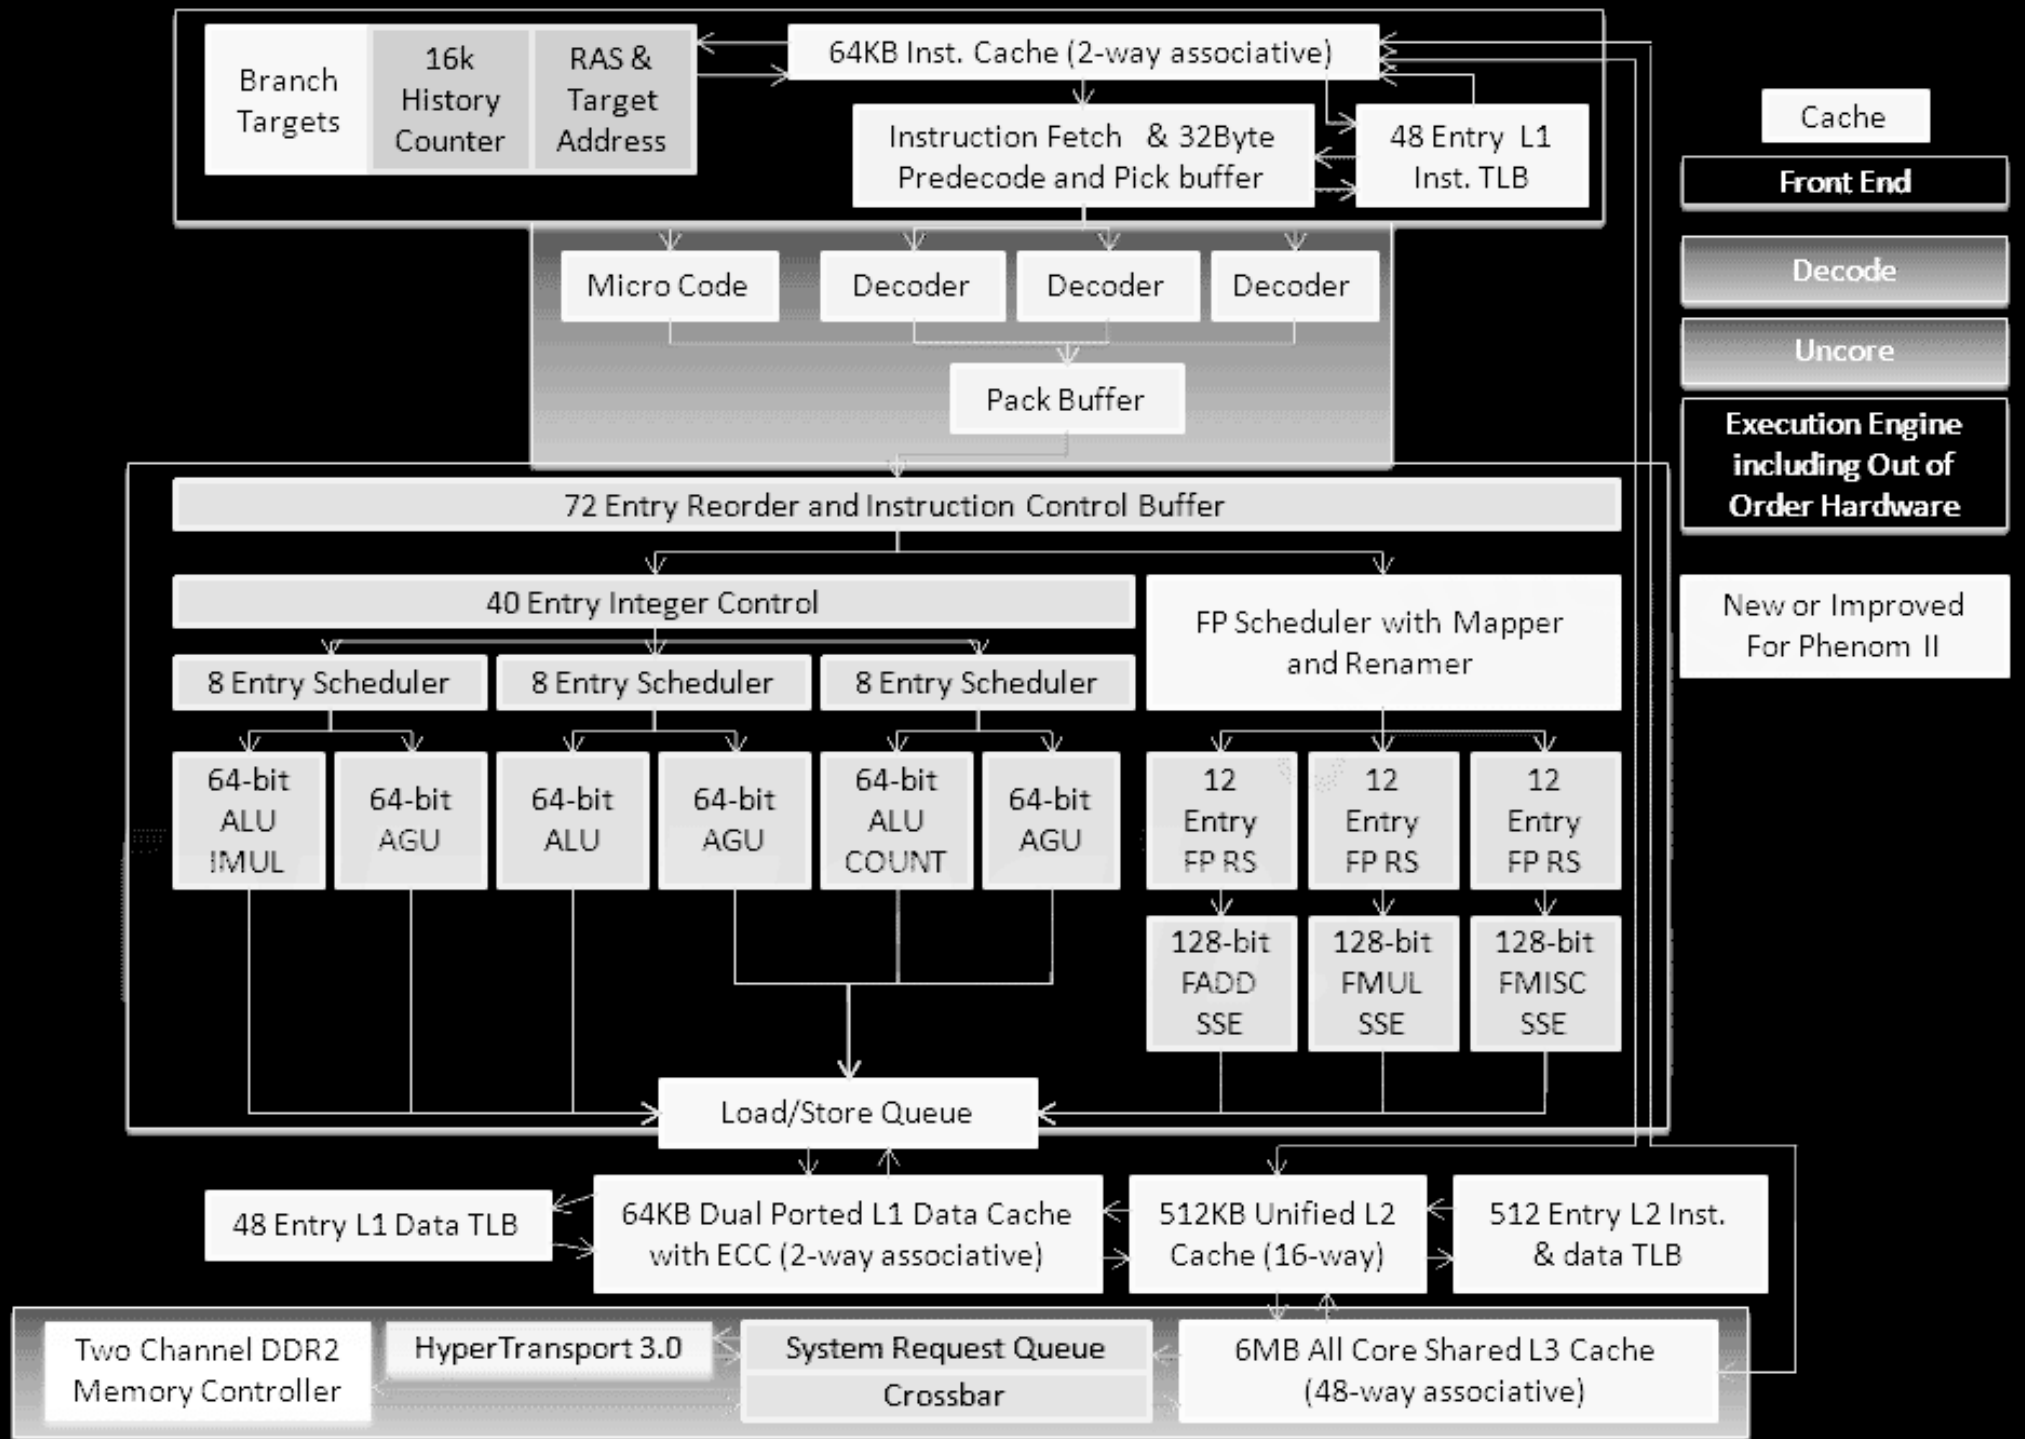 Branch
Targets
16k
History
Counter
RAS &
Target
Address
64KB Inst. Cache (2-way associative)
Instruction Fetch & 32Byte
Predecode and Pick buffer
48 Entry L1
Inst. TLB
Cache
Front End
Decode
Uncore
Execution Engine
including Out of
Order Hardware
New or Improved
For Phenom II
Micro Code
Decoder
Decoder
Decoder
Pack Buffer
72 Entry Reorder and Instruction Control Buffer
40 Entry Integer Control
FP Scheduler with Mapper
and Renamer
8 Entry Scheduler
8 Entry Scheduler
8 Entry Scheduler
64-bit
ALU
IMUL
64-bit
AGU
64-bit
ALU
64-bit
AGU
64-bit
ALU
COUNT
64-bit
AGU
12
Entry
FP RS
12
Entry
FP RS
12
Entry
FP RS
128-bit
FADD
SSE
128-bit
FMUL
SSE
128-bit
FMISC
SSE
Load/Store Queue
48 Entry L1 Data TLB
64KB Dual Ported L1 Data Cache
with ECC (2-way associative)
512KB Unified L2
Cache (16-way)
512 Entry L2 Inst.
& data TLB
Two Channel DDR2
Memory Controller
HyperTransport 3.0
System Request Queue
Crossbar
6MB All Core Shared L3 Cache
(48-way associative)